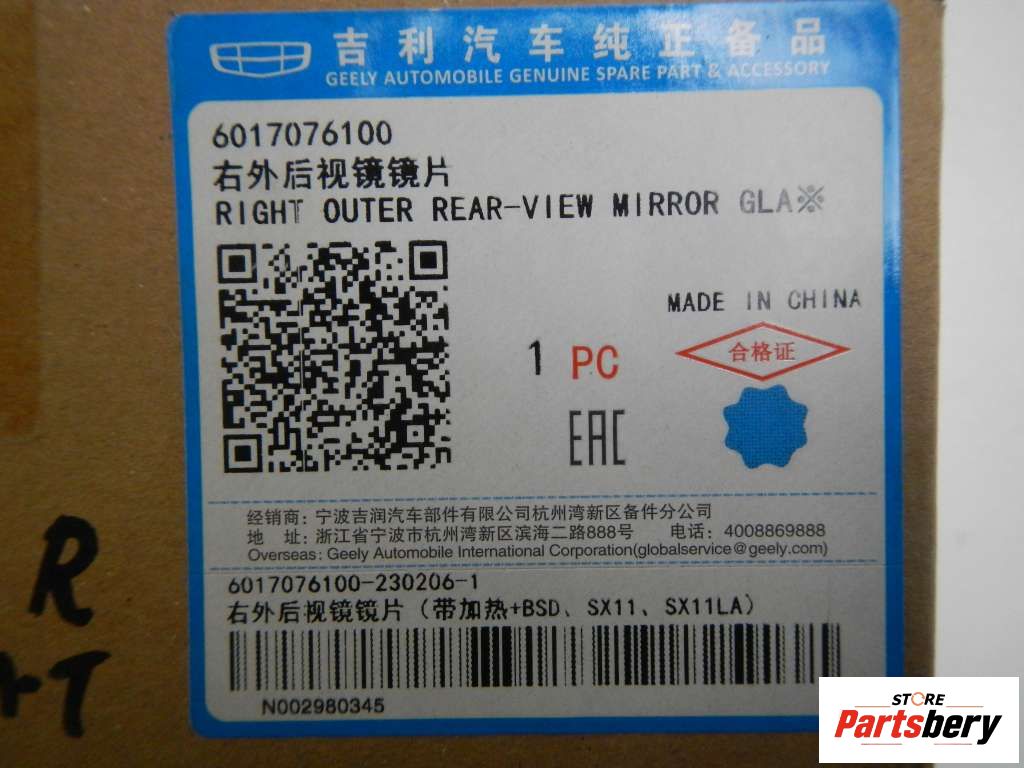 吉利汽车纯正备品
GEELY AUTOMOBILE GENUINE SPARE PART & ACCESSORY
6017076100
右外后视镜镜片
RIGHT OUTER REAR-VIEW MIRROR GLA※
MADE IN CHINA
1 PC
合格证
EAC
经销商: 宁波吉润汽车部件有限公司杭州湾新区备件分公司
地 址: 浙江省宁波市杭州湾新区滨海二路888号 电话: 4008869888
Overseas: Geely Automobile International Corporation(globalservice@geely.com)
6017076100-230206-1
右外后视镜镜片 (带加热+BSD、SX11、SX11LA)
N002980345
R
STORE
Partsbery